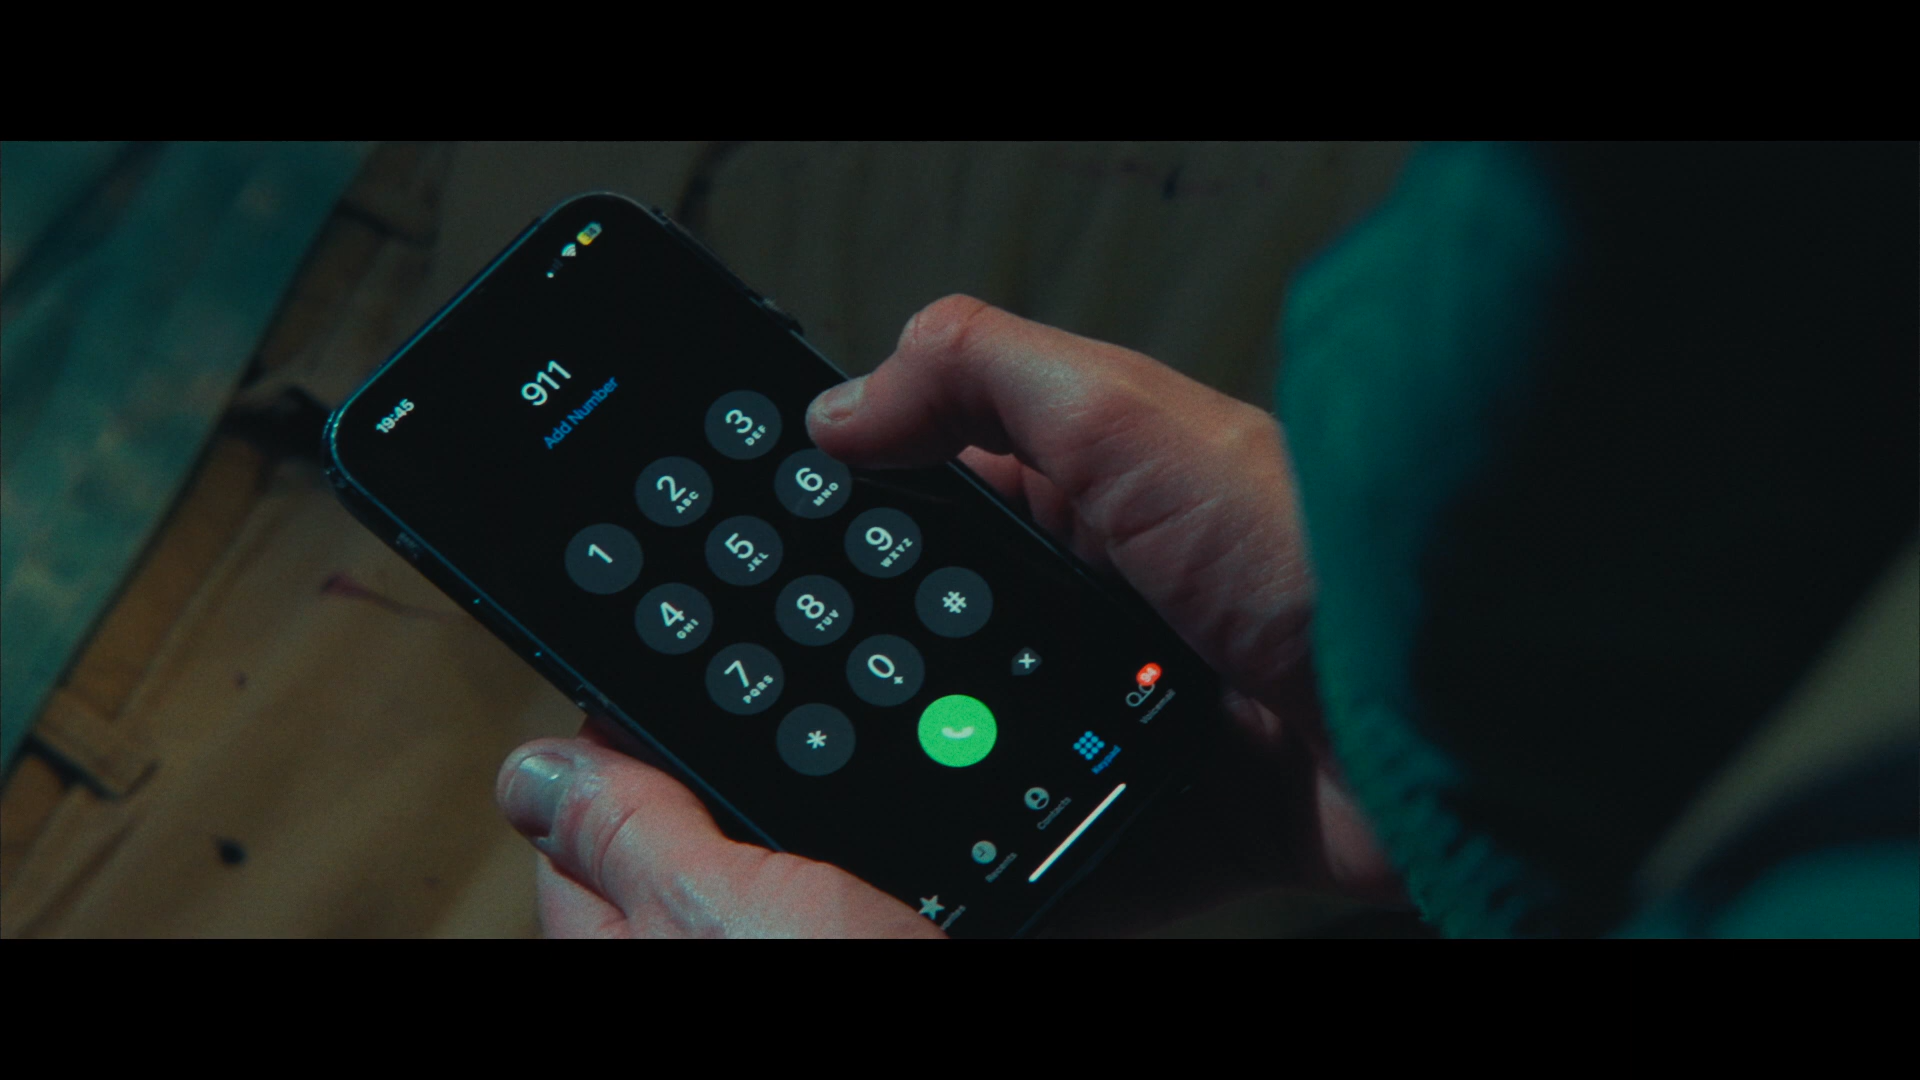 19:45
911
Add Number
1
2
ABC
3
DEF
4
GHI
5
JKL
6
MNO
7
PQRS
8
TUV
9
WXYZ
*
0
+
#
Recents
Contacts
Keypad
Voicemail
94